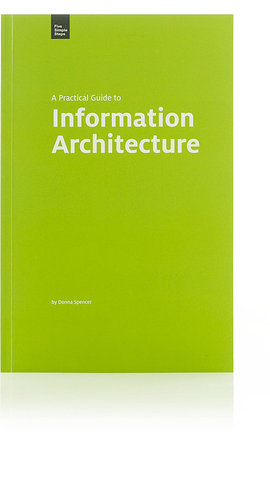 Five
Simple
Steps
A Practical Guide to
Information
Architecture
by Donna Spencer